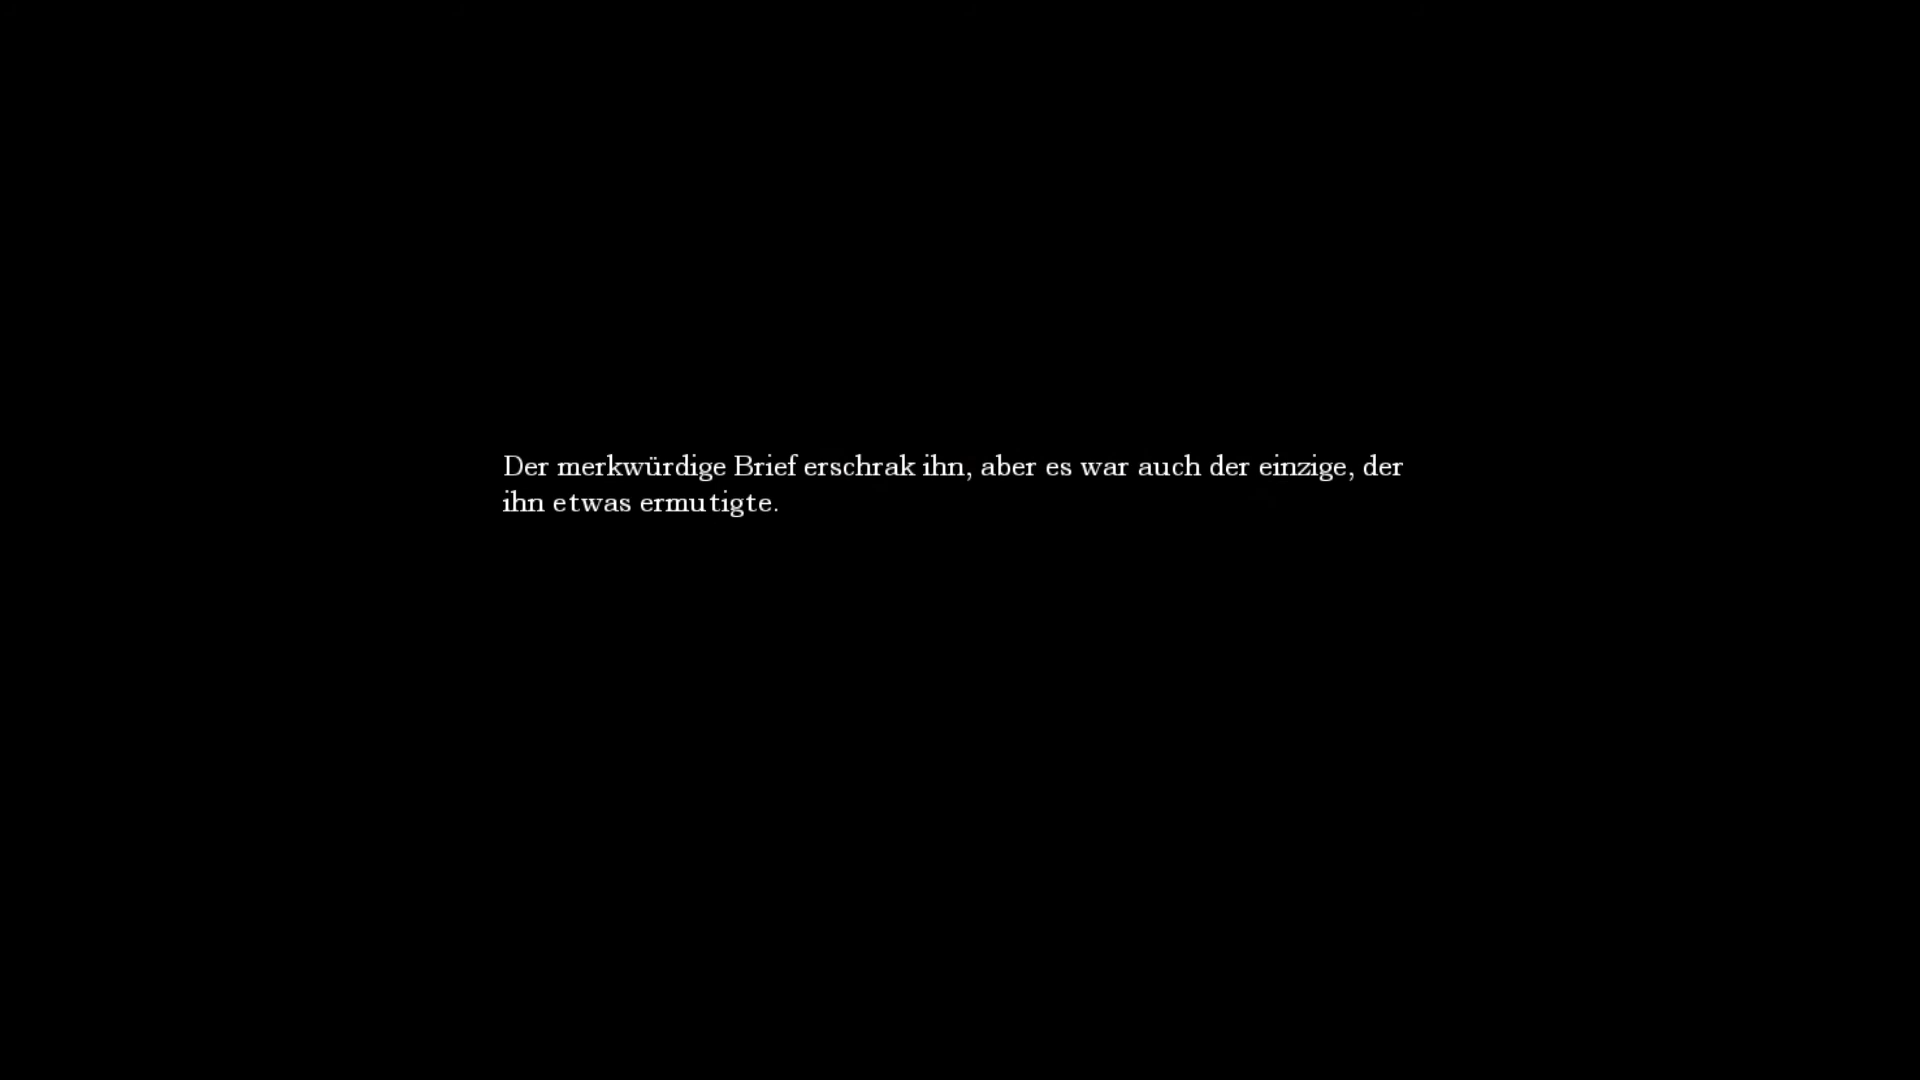 Der merkwürdige Brief erschrak ihn, aber es war auch der einzige, der
ihn etwas ermutigte.